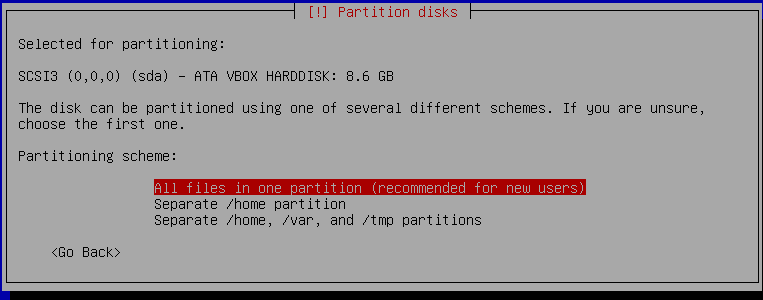 [!] Partition disks
Selected for partitioning:
SCSI3 (0,0,0) (sda) - ATA VBOX HARDDISK: 8.6 GB
The disk can be partitioned using one of several different schemes. If you are unsure,
choose the first one.
Partitioning scheme:
All files in one partition (recommended for new users)
Separate /home partition
Separate /home, /var, and /tmp partitions
<Go Back>